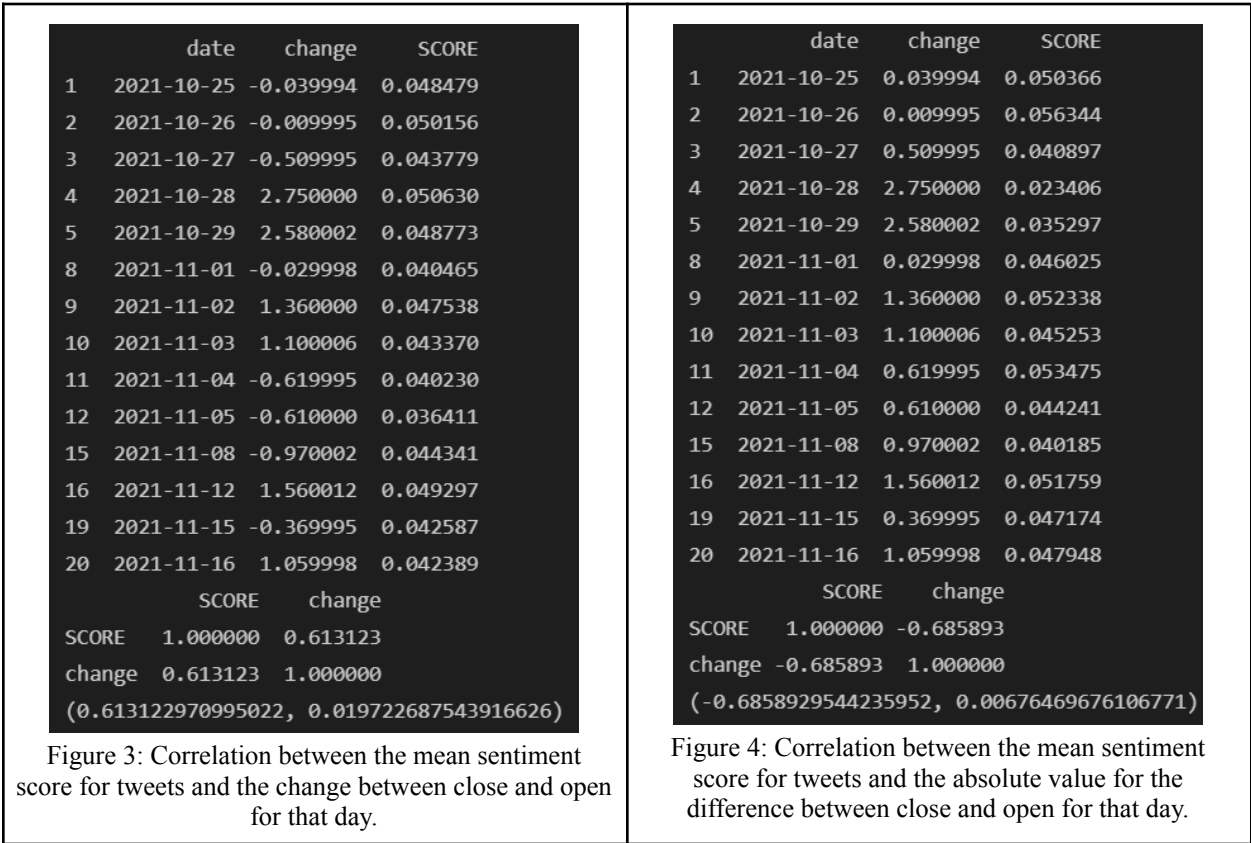 date change SCORE
1 2021-10-25 -0.039994 0.048479
2 2021-10-26 -0.009995 0.050156
3 2021-10-27 -0.509995 0.043779
4 2021-10-28 2.750000 0.050630
5 2021-10-29 2.580002 0.048773
8 2021-11-01 -0.029998 0.040465
9 2021-11-02 1.360000 0.047538
10 2021-11-03 1.100006 0.043370
11 2021-11-04 -0.619995 0.040230
12 2021-11-05 -0.610000 0.036411
15 2021-11-08 -0.970002 0.044341
16 2021-11-12 1.560012 0.049297
19 2021-11-15 -0.369995 0.042587
20 2021-11-16 1.059998 0.042389
SCORE change
SCORE 1.000000 0.613123
change 0.613123 1.000000
(0.613122970995022, 0.019722687543916626)
Figure 3: Correlation between the mean sentiment
score for tweets and the change between close and open
for that day.
date change SCORE
1 2021-10-25 0.039994 0.050366
2 2021-10-26 0.009995 0.056344
3 2021-10-27 0.509995 0.040897
4 2021-10-28 2.750000 0.023406
5 2021-10-29 2.580002 0.035297
8 2021-11-01 0.029998 0.046025
9 2021-11-02 1.360000 0.052338
10 2021-11-03 1.100006 0.045253
11 2021-11-04 0.619995 0.053475
12 2021-11-05 0.610000 0.044241
15 2021-11-08 0.970002 0.040185
16 2021-11-12 1.560012 0.051759
19 2021-11-15 0.369995 0.047174
20 2021-11-16 1.059998 0.047948
SCORE change
SCORE 1.000000 -0.685893
change -0.685893 1.000000
(-0.6858929544235952, 0.00676469676106771)
Figure 4: Correlation between the mean sentiment
score for tweets and the absolute value for the
difference between close and open for that day.